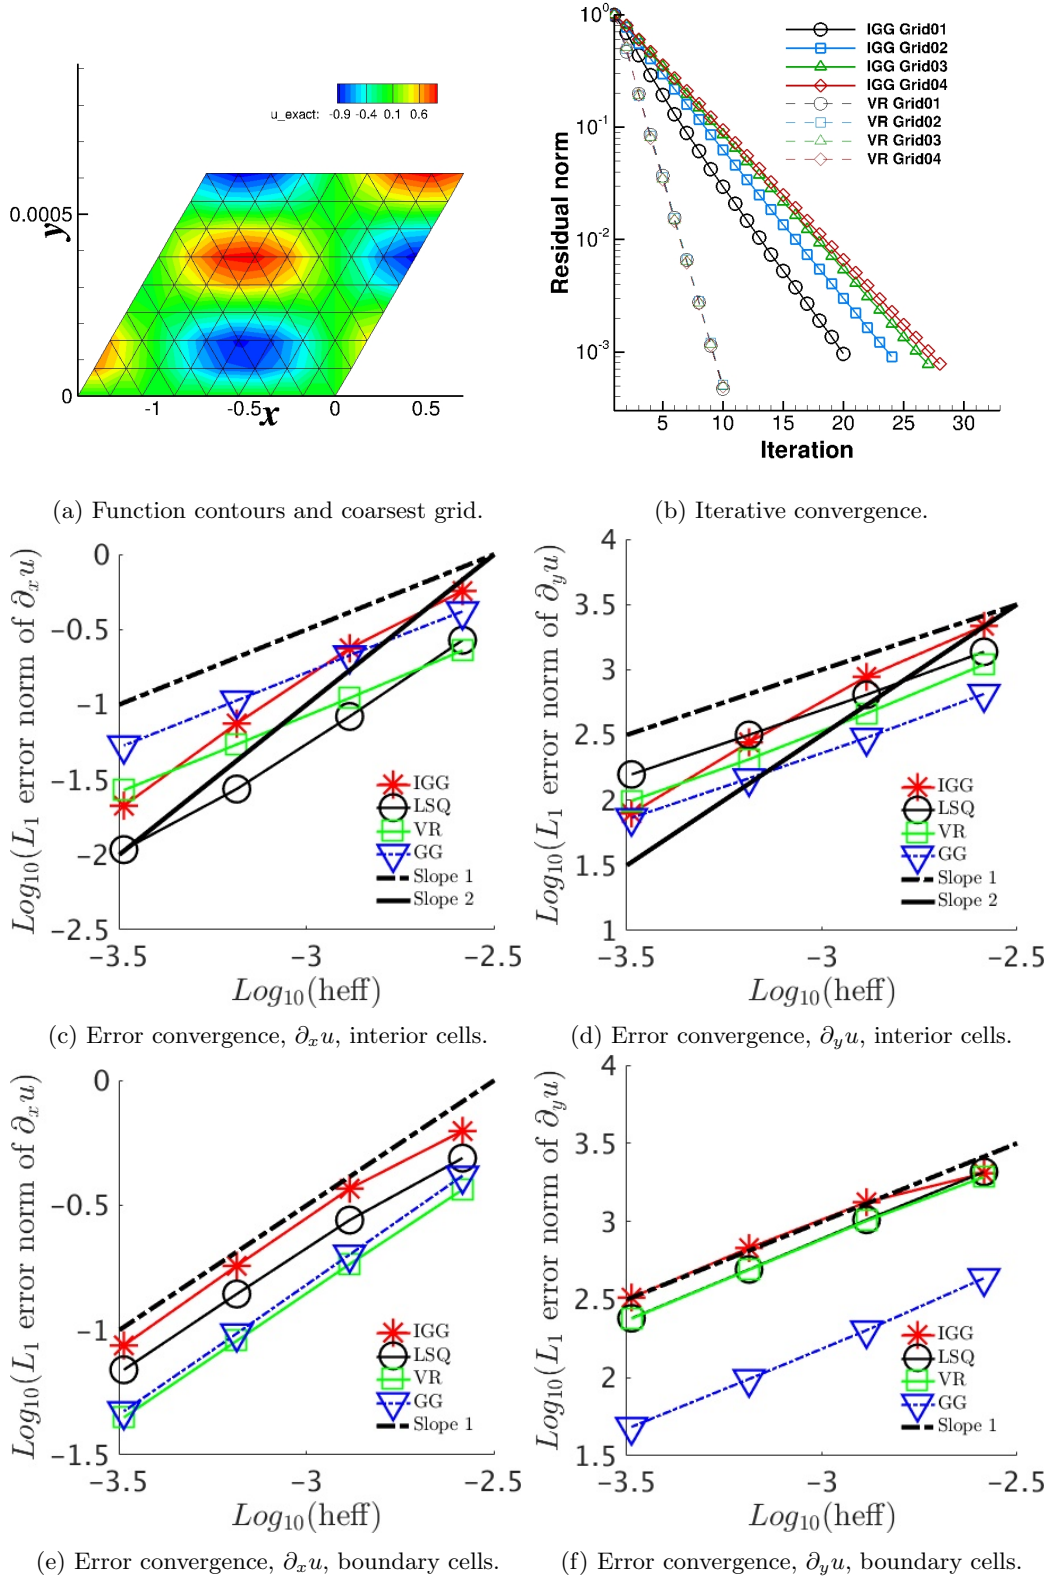 u_exact: -0.9 -0.4 0.1 0.6
y
0.0005
0
-1
-0.5
0
0.5
x
(a) Function contours and coarsest grid.
Residual norm
10⁰
10⁻¹
10⁻²
10⁻³
IGG Grid01
IGG Grid02
IGG Grid03
IGG Grid04
VR Grid01
VR Grid02
VR Grid03
VR Grid04
5 10 15 20 25 30
Iteration
(b) Iterative convergence.
Log₁₀(L₁ error norm of ∂ₓu)
0
-0.5
-1
-1.5
-2
-2.5
IGG
LSQ
VR
GG
Slope 1
Slope 2
-3.5 -3 -2.5
Log₁₀(heff)
(c) Error convergence, ∂ₓu, interior cells.
Log₁₀(L₁ error norm of ∂ᵧu)
4
3.5
3
2.5
2
1.5
1
IGG
LSQ
VR
GG
Slope 1
Slope 2
-3.5 -3 -2.5
Log₁₀(heff)
(d) Error convergence, ∂ᵧu, interior cells.
Log₁₀(L₁ error norm of ∂ₓu)
0
-0.5
-1
-1.5
IGG
LSQ
VR
GG
Slope 1
-3.5 -3 -2.5
Log₁₀(heff)
(e) Error convergence, ∂ₓu, boundary cells.
Log₁₀(L₁ error norm of ∂ᵧu)
4
3.5
3
2.5
2
1.5
IGG
LSQ
VR
GG
Slope 1
-3.5 -3 -2.5
Log₁₀(heff)
(f) Error convergence, ∂ᵧu, boundary cells.